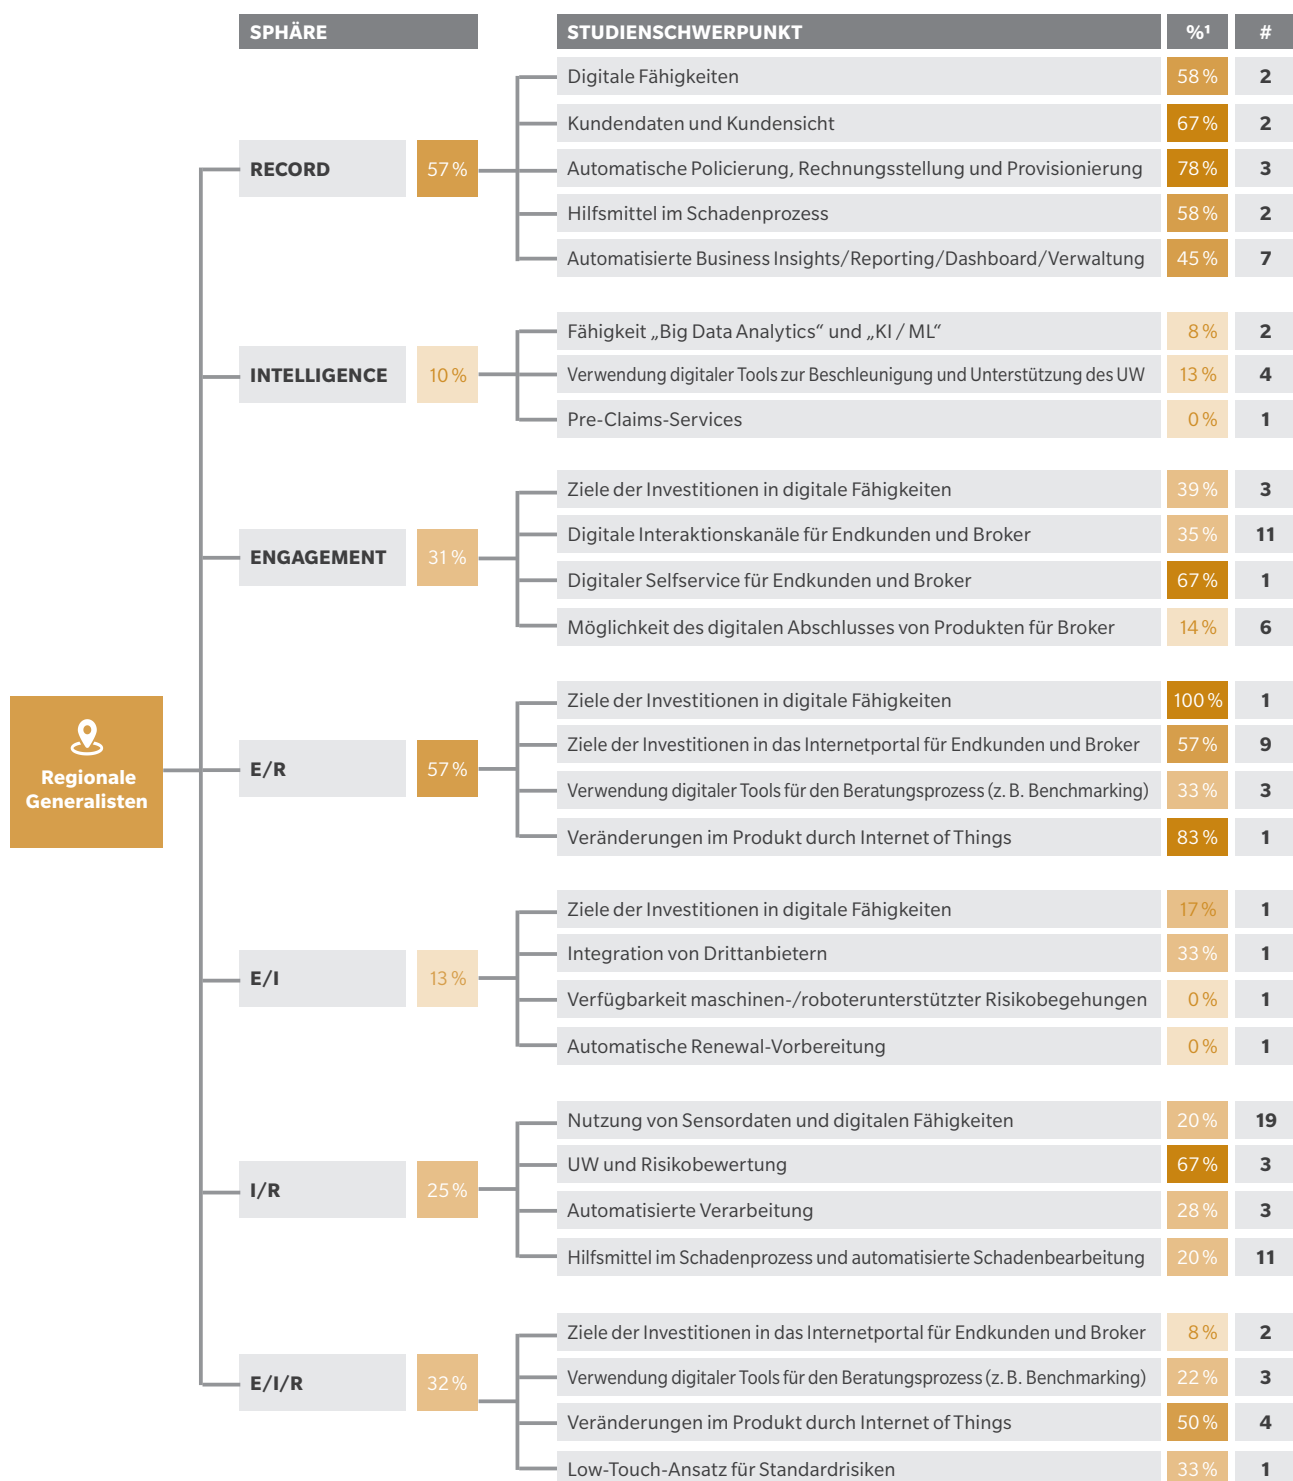 SPHÄRE STUDIENSCHWERPUNKT %¹ #
Digitale Fähigkeiten 58 % 2
Kundendaten und Kundensicht 67 % 2
RECORD 57 % Automatische Policierung, Rechnungsstellung und Provisionierung 78 % 3
Hilfsmittel im Schadenprozess 58 % 2
Automatisierte Business Insights/Reporting/Dashboard/Verwaltung 45 % 7
Fähigkeit „Big Data Analytics“ und „KI / ML“ 8 % 2
INTELLIGENCE 10 % Verwendung digitaler Tools zur Beschleunigung und Unterstützung des UW 13 % 4
Pre-Claims-Services 0 % 1
Ziele der Investitionen in digitale Fähigkeiten 39 % 3
Digitale Interaktionskanäle für Endkunden und Broker 35 % 11
ENGAGEMENT 31 %
Digitaler Selfservice für Endkunden und Broker 67 % 1
Möglichkeit des digitalen Abschlusses von Produkten für Broker 14 % 6
Ziele der Investitionen in digitale Fähigkeiten 100 % 1
Ziele der Investitionen in das Internetportal für Endkunden und Broker 57 % 9
E/R 57 %
Regionale
Generalisten
Verwendung digitaler Tools für den Beratungsprozess (z. B. Benchmarking) 33 % 3
Veränderungen im Produkt durch Internet of Things 83 % 1
Ziele der Investitionen in digitale Fähigkeiten 17 % 1
Integration von Drittanbietern 33 % 1
E/I 13 %
Verfügbarkeit maschinen-/roboterunterstützter Risikobegehungen 0 % 1
Automatische Renewal-Vorbereitung 0 % 1
Nutzung von Sensordaten und digitalen Fähigkeiten 20 % 19
UW und Risikobewertung 67 % 3
I/R 25 %
Automatisierte Verarbeitung 28 % 3
Hilfsmittel im Schadenprozess und automatisierte Schadenbearbeitung 20 % 11
Ziele der Investitionen in das Internetportal für Endkunden und Broker 8 % 2
E/I/R 32 % Verwendung digitaler Tools für den Beratungsprozess (z. B. Benchmarking) 22 % 3
Veränderungen im Produkt durch Internet of Things 50 % 4
Low-Touch-Ansatz für Standardrisiken 33 % 1